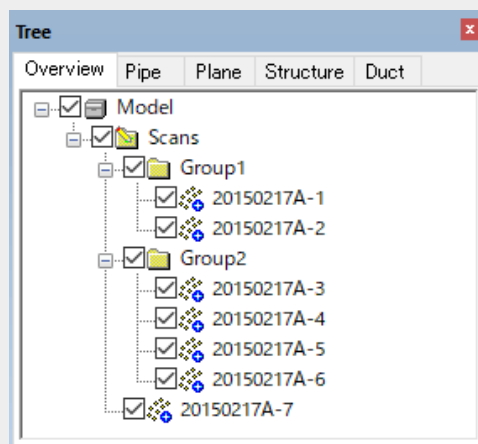 Tree
Overview Pipe Plane Structure Duct
Model
Scans
Group1
20150217A-1
20150217A-2
Group2
20150217A-3
20150217A-4
20150217A-5
20150217A-6
20150217A-7